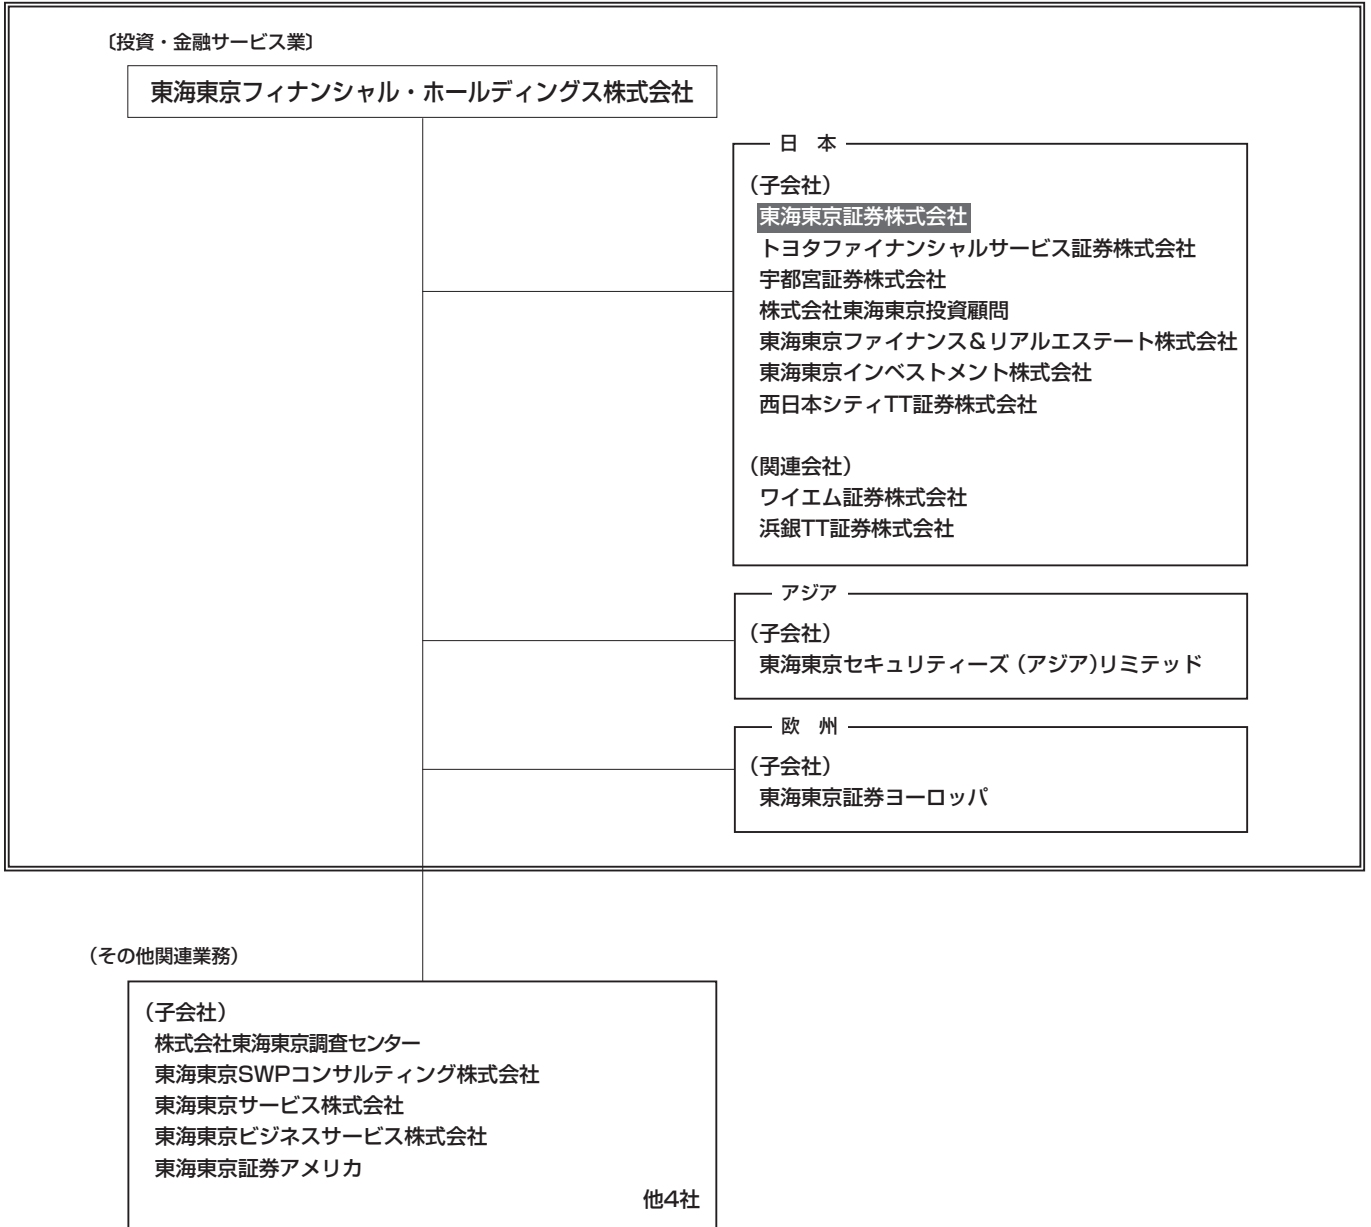 〔投資・金融サービス業〕
東海東京フィナンシャル・ホールディングス株式会社
日　本
（子会社）
東海東京証券株式会社
トヨタファイナンシャルサービス証券株式会社
宇都宮証券株式会社
株式会社東海東京投資顧問
東海東京ファイナンス＆リアルエステート株式会社
東海東京インベストメント株式会社
西日本シティTT証券株式会社
（関連会社）
ワイエム証券株式会社
浜銀TT証券株式会社
アジア
（子会社）
東海東京セキュリティーズ（アジア）リミテッド
欧　州
（子会社）
東海東京証券ヨーロッパ
（その他関連業務）
（子会社）
株式会社東海東京調査センター
東海東京SWPコンサルティング株式会社
東海東京サービス株式会社
東海東京ビジネスサービス株式会社
東海東京証券アメリカ
他4社